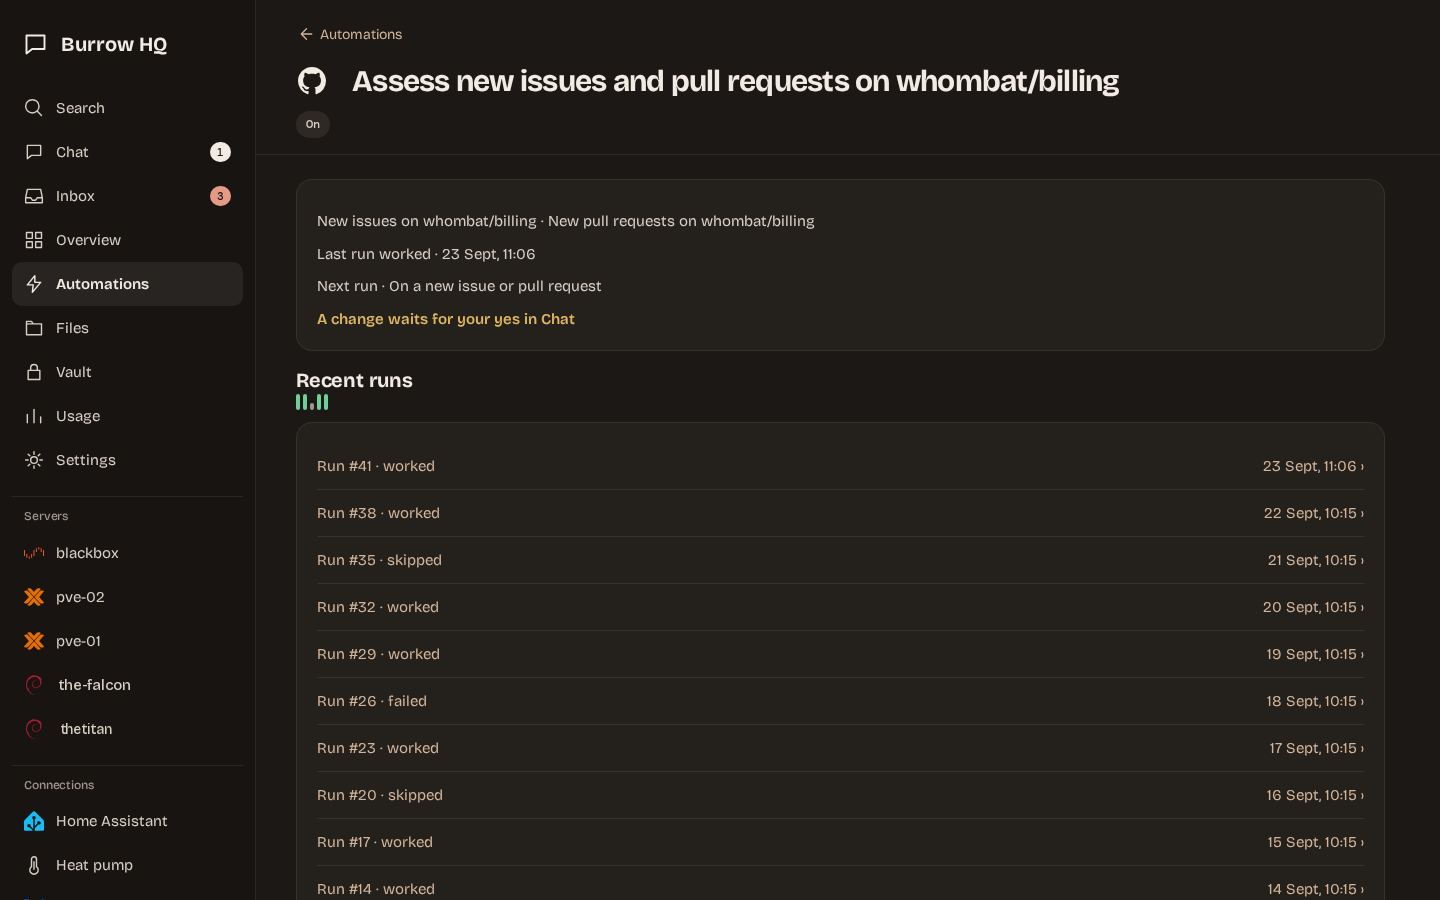 Burrow HQ
Search
Chat 1
Inbox 3
Overview
Automations
Files
Vault
Usage
Settings
Servers
blackbox
pve-02
pve-01
the-falcon
thetitan
Connections
Home Assistant
Heat pump
← Automations
Assess new issues and pull requests on whombat/billing
On
New issues on whombat/billing · New pull requests on whombat/billing
Last run worked · 23 Sept, 11:06
Next run · On a new issue or pull request
A change waits for your yes in Chat
Recent runs
Run #41 · worked 23 Sept, 11:06 ›
Run #38 · worked 22 Sept, 10:15 ›
Run #35 · skipped 21 Sept, 10:15 ›
Run #32 · worked 20 Sept, 10:15 ›
Run #29 · worked 19 Sept, 10:15 ›
Run #26 · failed 18 Sept, 10:15 ›
Run #23 · worked 17 Sept, 10:15 ›
Run #20 · skipped 16 Sept, 10:15 ›
Run #17 · worked 15 Sept, 10:15 ›
Run #14 · worked 14 Sept, 10:15 ›